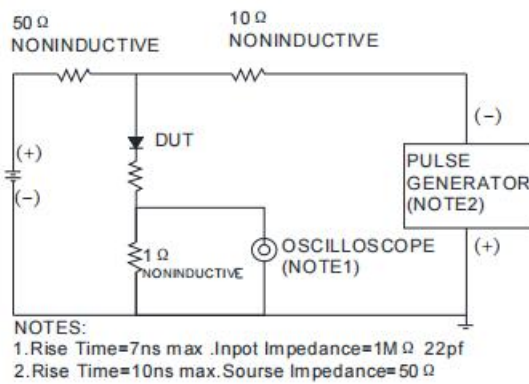 50 Ω
NONINDUCTIVE
10 Ω
NONINDUCTIVE
(+)
(-)
DUT
1 Ω
NONINDUCTIVE
OSCILLOSCOPE
(NOTE1)
(-)
PULSE
GENERATOR
(NOTE2)
(+)
NOTES:
1.Rise Time=7ns max .Inpot Impedance=1M Ω 22pf
2.Rise Time=10ns max.Sourse Impedance=50 Ω